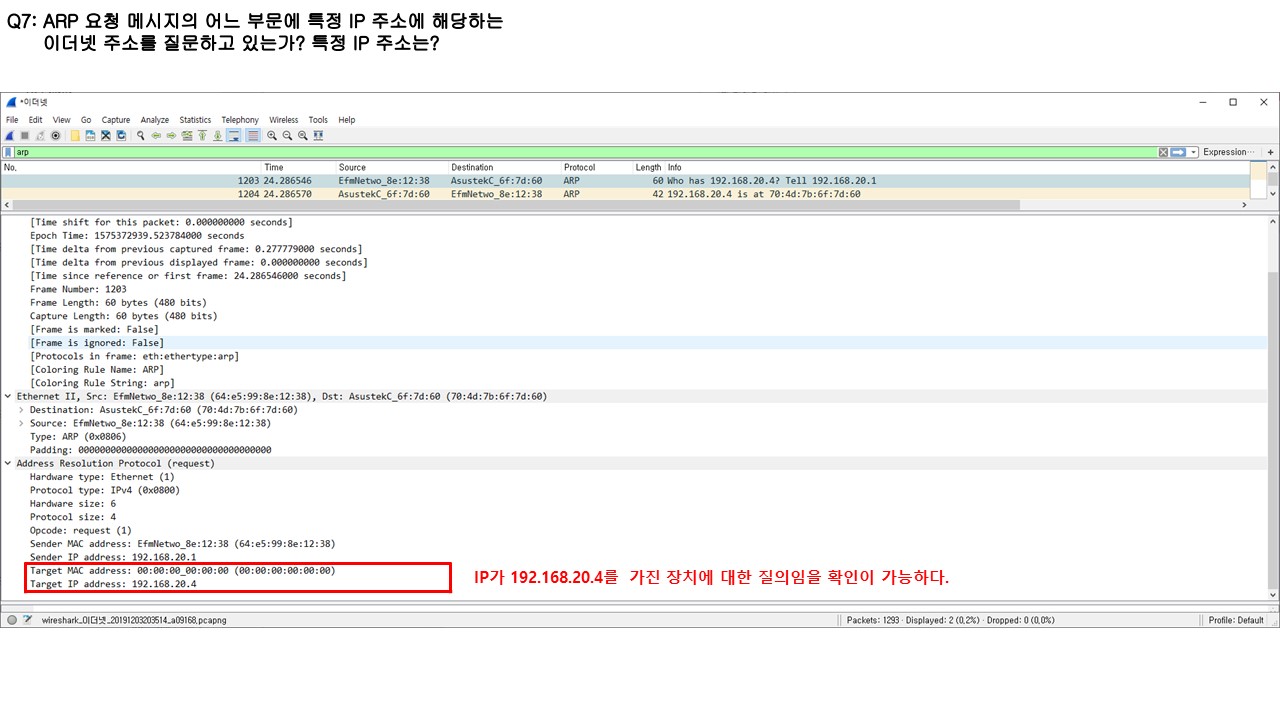 Q7: ARP 요청 메시지의 어느 부문에 특정 IP 주소에 해당하는
이더넷 주소를 질문하고 있는가? 특정 IP 주소는?
*이더넷
File Edit View Go Capture Analyze Statistics Telephony Wireless Tools Help
arp
Expression…
No. Time Source Destination Protocol Length Info
1203 24.286546 EfmNetwo_8e:12:38 AsustekC_6f:7d:60 ARP 60 Who has 192.168.20.4? Tell 192.168.20.1
1204 24.286570 AsustekC_6f:7d:60 EfmNetwo_8e:12:38 ARP 42 192.168.20.4 is at 70:4d:7b:6f:7d:60
[Time shift for this packet: 0.000000000 seconds]
Epoch Time: 1575372939.523784000 seconds
[Time delta from previous captured frame: 0.277779000 seconds]
[Time delta from previous displayed frame: 0.000000000 seconds]
[Time since reference or first frame: 24.286546000 seconds]
Frame Number: 1203
Frame Length: 60 bytes (480 bits)
Capture Length: 60 bytes (480 bits)
[Frame is marked: False]
[Frame is ignored: False]
[Protocols in frame: eth:ethertype:arp]
[Coloring Rule Name: ARP]
[Coloring Rule String: arp]
Ethernet II, Src: EfmNetwo_8e:12:38 (64:e5:99:8e:12:38), Dst: AsustekC_6f:7d:60 (70:4d:7b:6f:7d:60)
Destination: AsustekC_6f:7d:60 (70:4d:7b:6f:7d:60)
Source: EfmNetwo_8e:12:38 (64:e5:99:8e:12:38)
Type: ARP (0x0806)
Padding: 000000000000000000000000000000000000
Address Resolution Protocol (request)
Hardware type: Ethernet (1)
Protocol type: IPv4 (0x0800)
Hardware size: 6
Protocol size: 4
Opcode: request (1)
Sender MAC address: EfmNetwo_8e:12:38 (64:e5:99:8e:12:38)
Sender IP address: 192.168.20.1
Target MAC address: 00:00:00_00:00:00 (00:00:00:00:00:00)
Target IP address: 192.168.20.4
IP가 192.168.20.4를 가진 장치에 대한 질의임을 확인이 가능하다.
wireshark_이더넷_20191203203514_a09168.pcapng
Packets: 1293 · Displayed: 2 (0.2%) · Dropped: 0 (0.0%)
Profile: Default